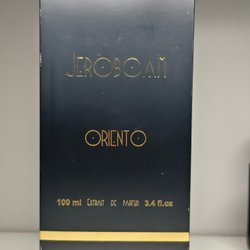 JEROBOAM
ORIENTO
100 ml EXTRAIT DE PARFUM 3.4 fl.oz